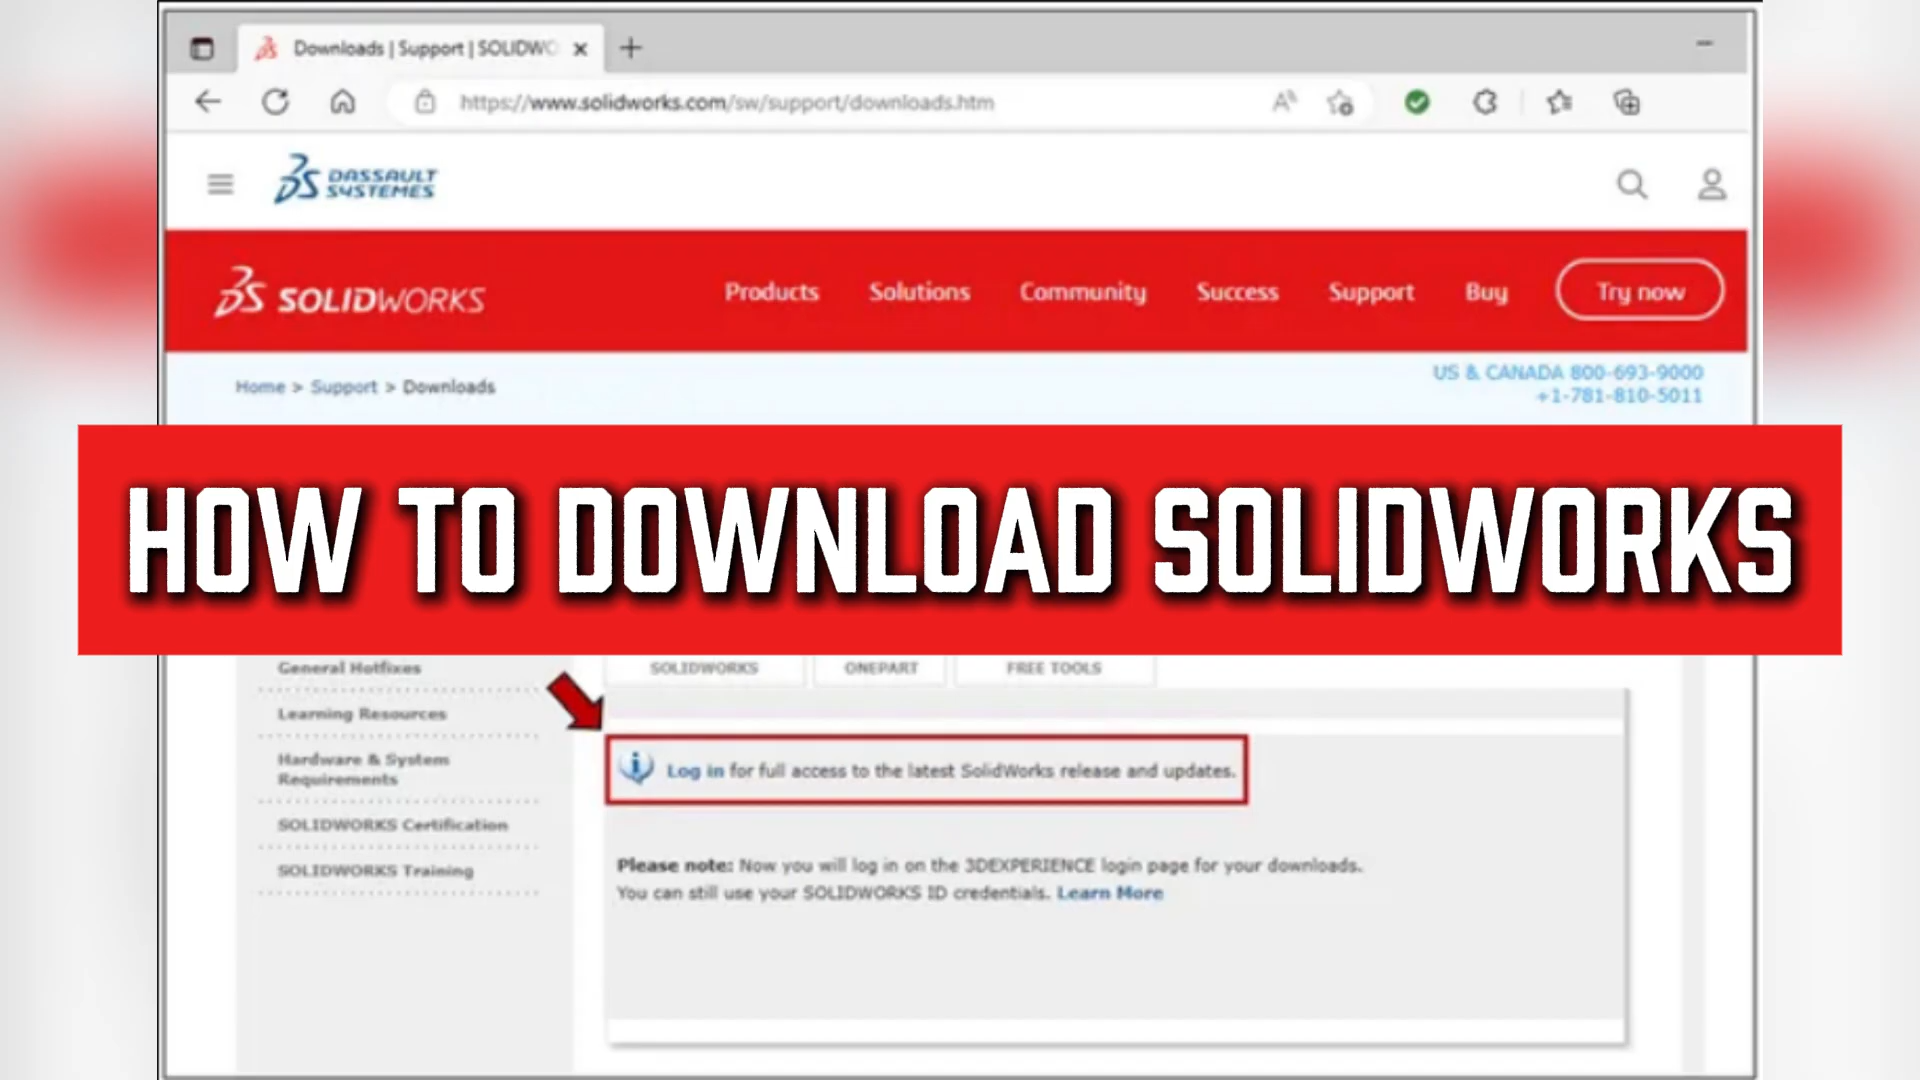 Downloads | Support | SOLIDWO
https://www.solidworks.com/sw/support/downloads.htm
DASSAULT
SYSTEMES
SOLIDWORKS
Products
Solutions
Community
Success
Support
Buy
Try now
Home > Support > Downloads
US & CANADA 800-693-9000
+1-781-810-5011
HOW TO DOWNLOAD SOLIDWORKS
General Hotfixes
Learning Resources
Hardware & System
Requirements
SOLIDWORKS Certification
SOLIDWORKS Training
SOLIDWORKS
ONEPART
FREE TOOLS
Log in for full access to the latest SolidWorks release and updates.
Please note: Now you will log in on the 3DEXPERIENCE login page for your downloads.
You can still use your SOLIDWORKS ID credentials. Learn More